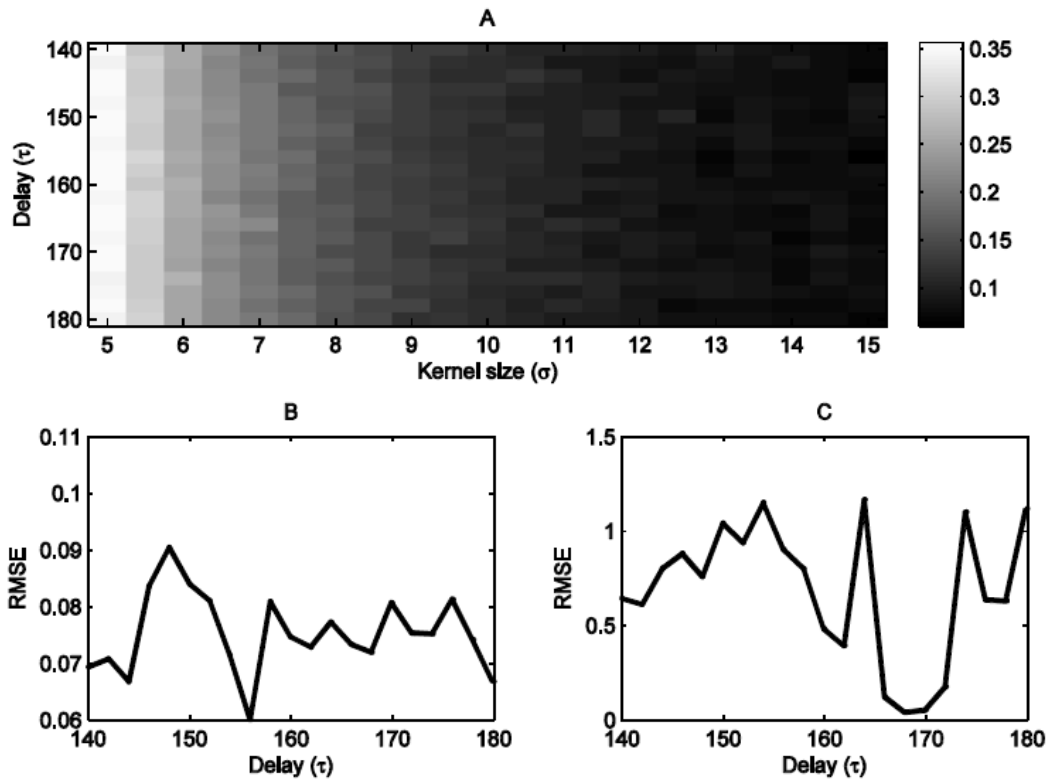 A
140
150
160
170
180
Delay (τ)
5 6 7 8 9 10 11 12 13 14 15
Kernel size (σ)
0.35
0.3
0.25
0.2
0.15
0.1
B
0.11
0.1
0.09
0.08
0.07
0.06
RMSE
140 150 160 170 180
Delay (τ)
C
1.5
1
0.5
0
RMSE
140 150 160 170 180
Delay (τ)